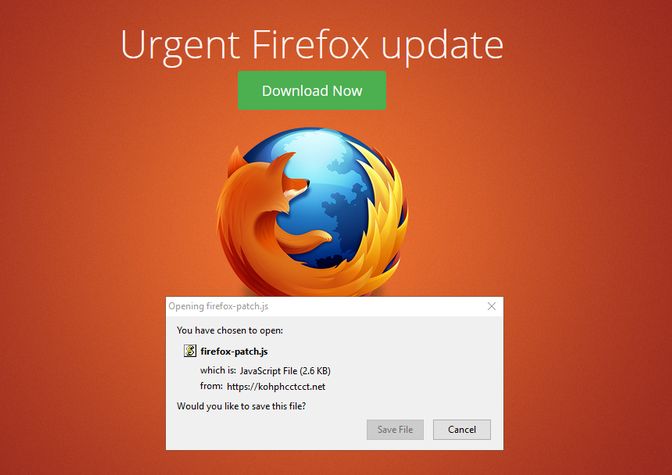 Urgent Firefox update
Download Now
Opening firefox-patch.js
You have chosen to open:
firefox-patch.js
which is: JavaScript File (2.6 KB)
from: https://kohphcctcct.net
Would you like to save this file?
Save File Cancel